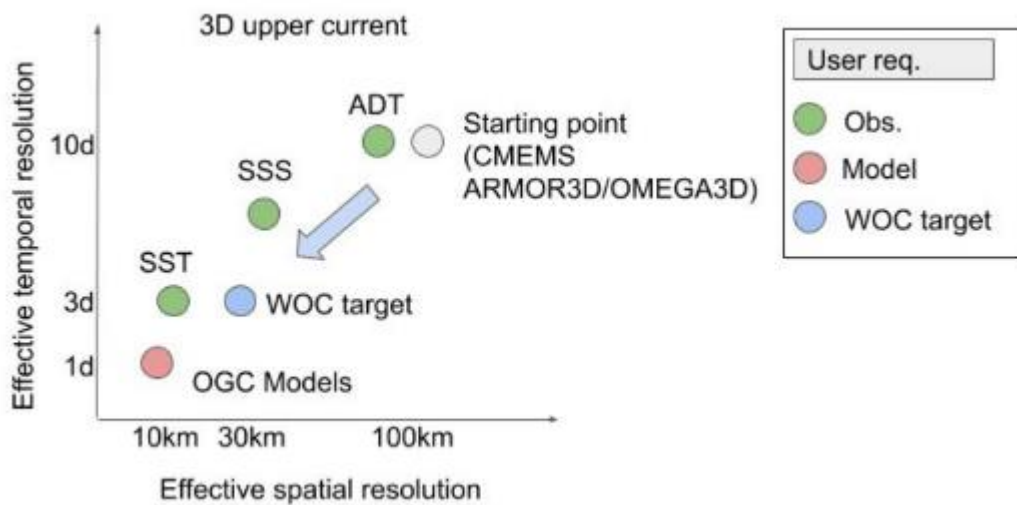 3D upper current
User req.
Obs.
Model
WOC target
Effective temporal resolution
10d
3d
1d
ADT
Starting point
(CMEMS
ARMOR3D/OMEGA3D)
SSS
SST
WOC target
OGC Models
10km
30km
100km
Effective spatial resolution